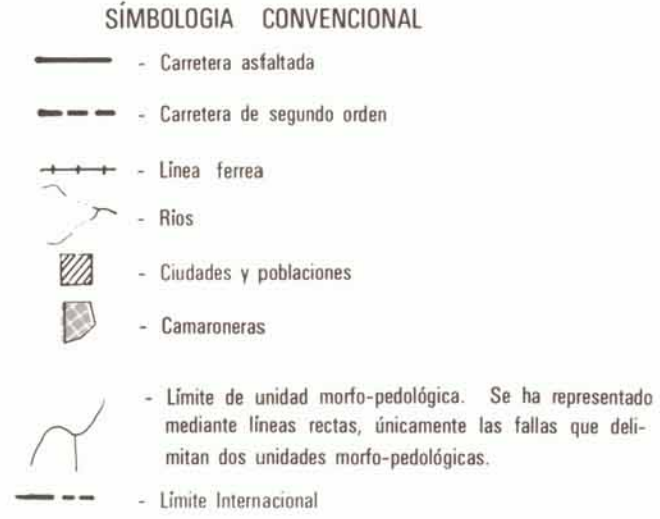 SÍMBOLOGIA CONVENCIONAL
- Carretera asfaltada
- Carretera de segundo orden
- Línea ferrea
- Rios
- Ciudades y poblaciones
- Camaroneras
- Límite de unidad morfo-pedológica. Se ha representado
mediante líneas rectas, únicamente las fallas que deli-
mitan dos unidades morfo-pedológicas.
- Límite Internacional